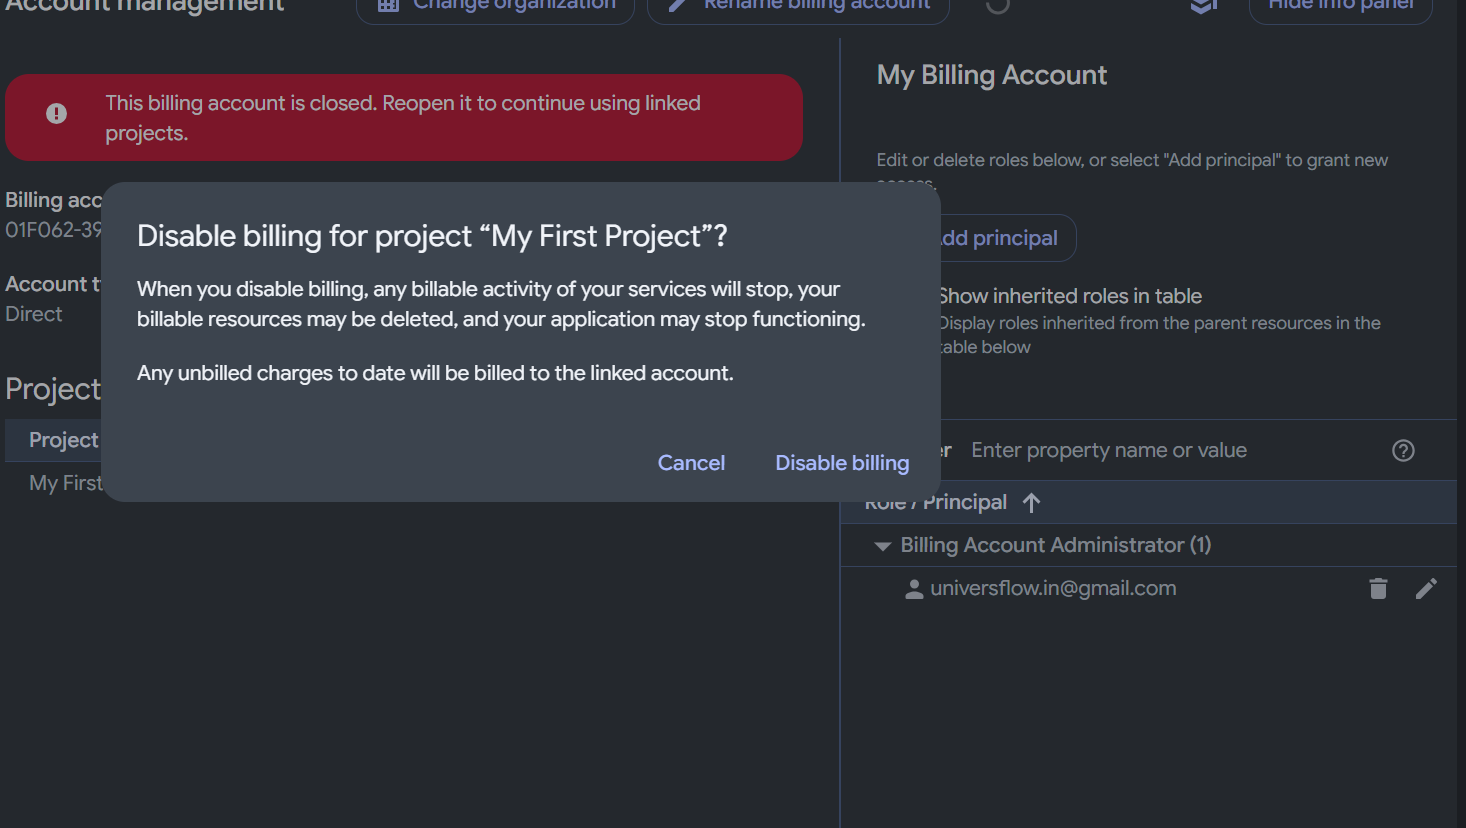 Account management
Change organization
Rename billing account
Hide info panel
This billing account is closed. Reopen it to continue using linked
projects.
Billing acc
01F062-39
Account t
Direct
Project
Project
My First
Disable billing for project “My First Project”?
When you disable billing, any billable activity of your services will stop, your
billable resources may be deleted, and your application may stop functioning.
Any unbilled charges to date will be billed to the linked account.
Cancel
Disable billing
My Billing Account
Edit or delete roles below, or select "Add principal" to grant new
access.
dd principal
Show inherited roles in table
Display roles inherited from the parent resources in the
table below
er
Enter property name or value
Role / Principal
Billing Account Administrator (1)
universflow.in@gmail.com